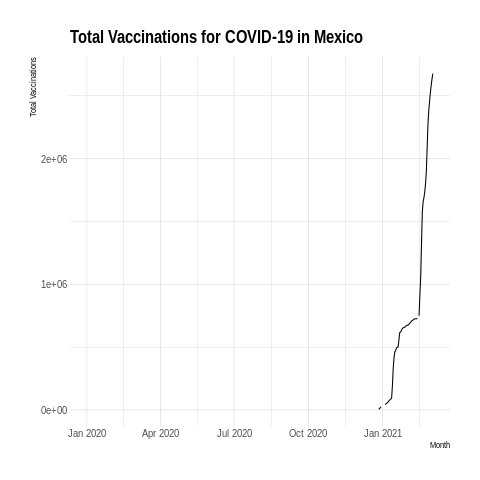 Total Vaccinations for COVID-19 in Mexico
Total Vaccinations
2e+06
1e+06
0e+00
Jan 2020 Apr 2020 Jul 2020 Oct 2020 Jan 2021
Month